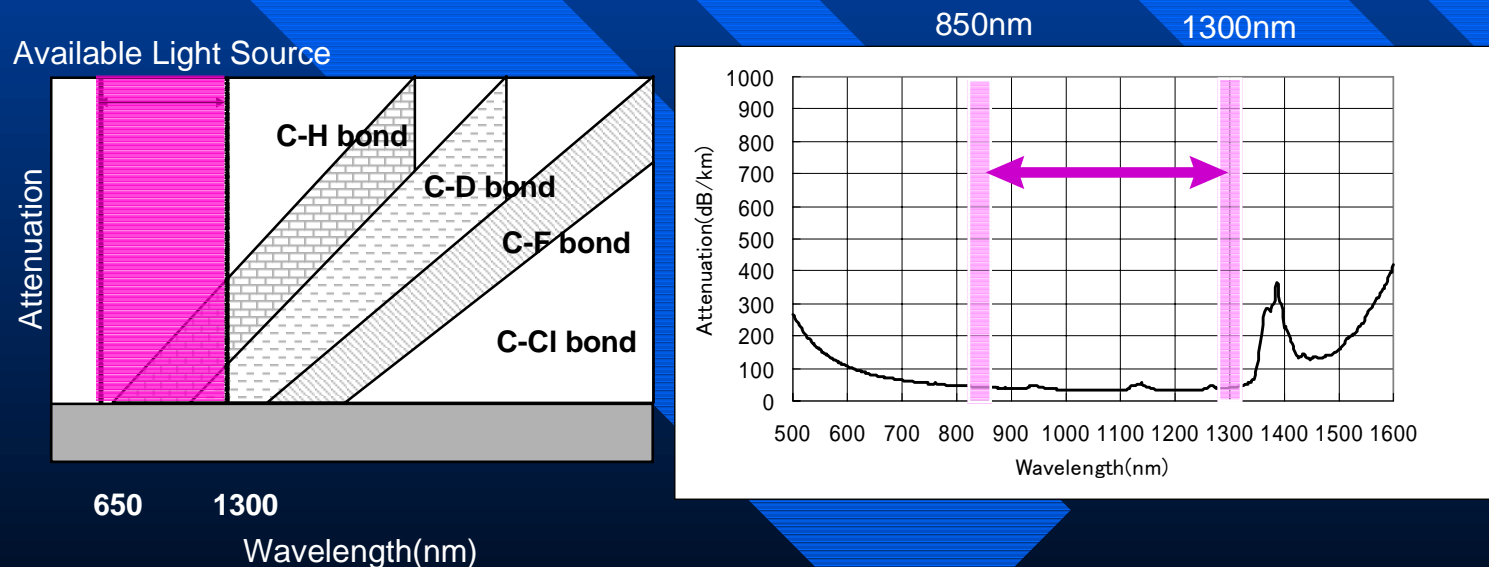 Available Light Source
C-H bond
C-D bond
C-F bond
C-Cl bond
Attenuation
650 1300
Wavelength(nm)
850nm 1300nm
1000
900
800
700
600
500
400
300
200
100
0
Attenuation(dB/km)
500 600 700 800 900 1000 1100 1200 1300 1400 1500 1600
Wavelength(nm)